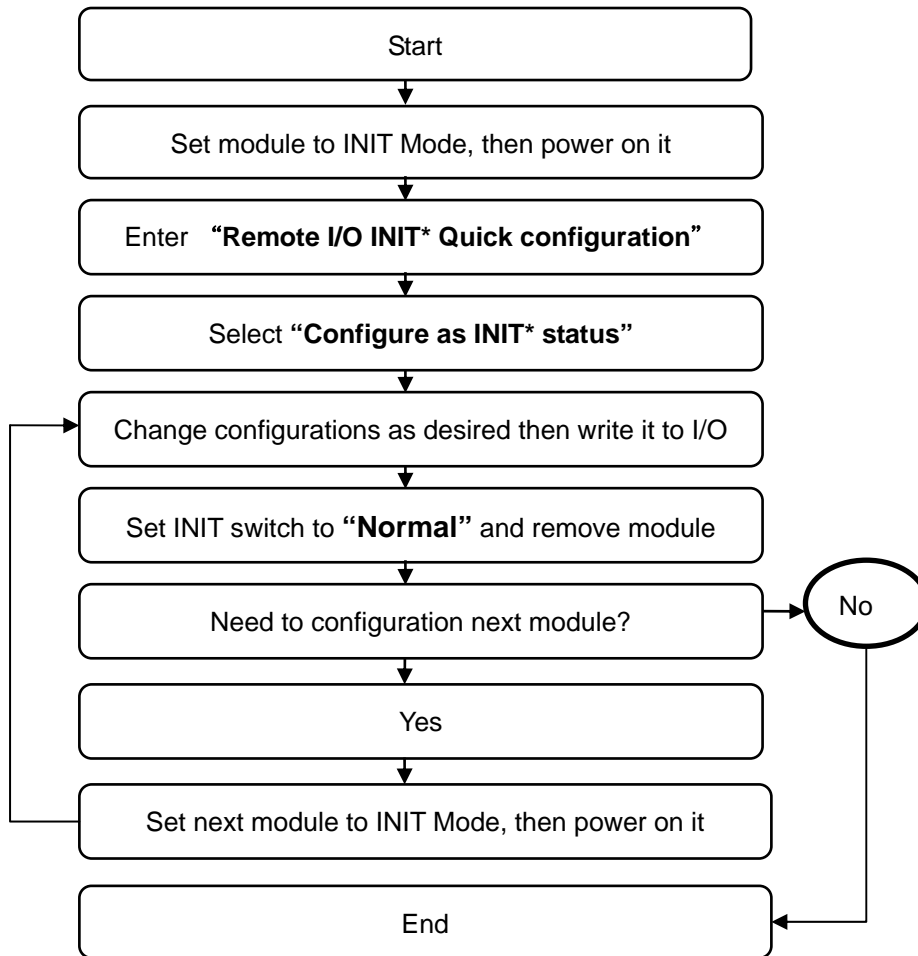 Start
Set module to INIT Mode, then power on it
Enter “Remote I/O INIT* Quick configuration”
Select “Configure as INIT* status”
Change configurations as desired then write it to I/O
Set INIT switch to “Normal” and remove module
Need to configuration next module?
No
Yes
Set next module to INIT Mode, then power on it
End